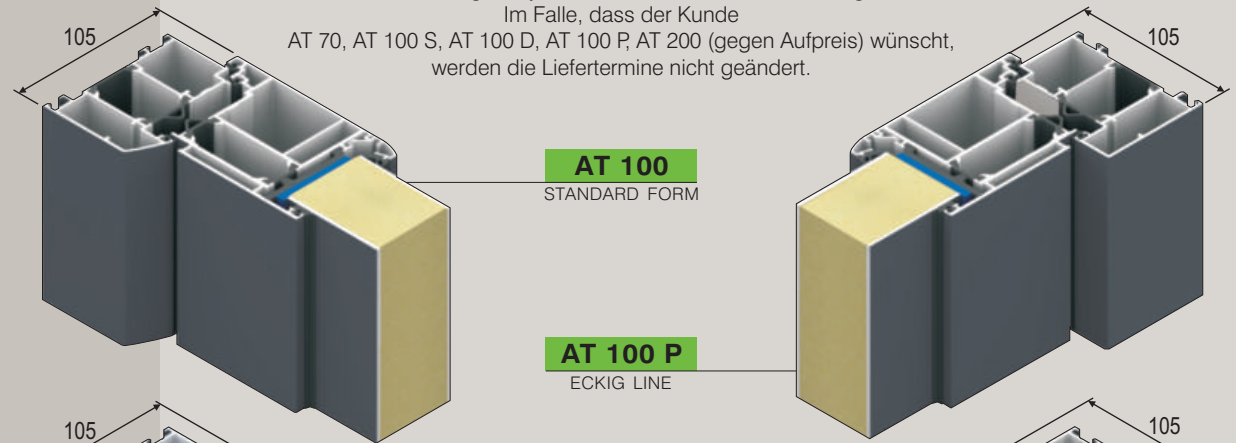 Im Falle, dass der Kunde
105
105
AT 70, AT 100 S, AT 100 D, AT 100 P, AT 200 (gegen Aufpreis) wünscht,
werden die Liefertermine nicht geändert.
AT 100
STANDARD FORM
AT 100 P
ECKIG LINE
105
105